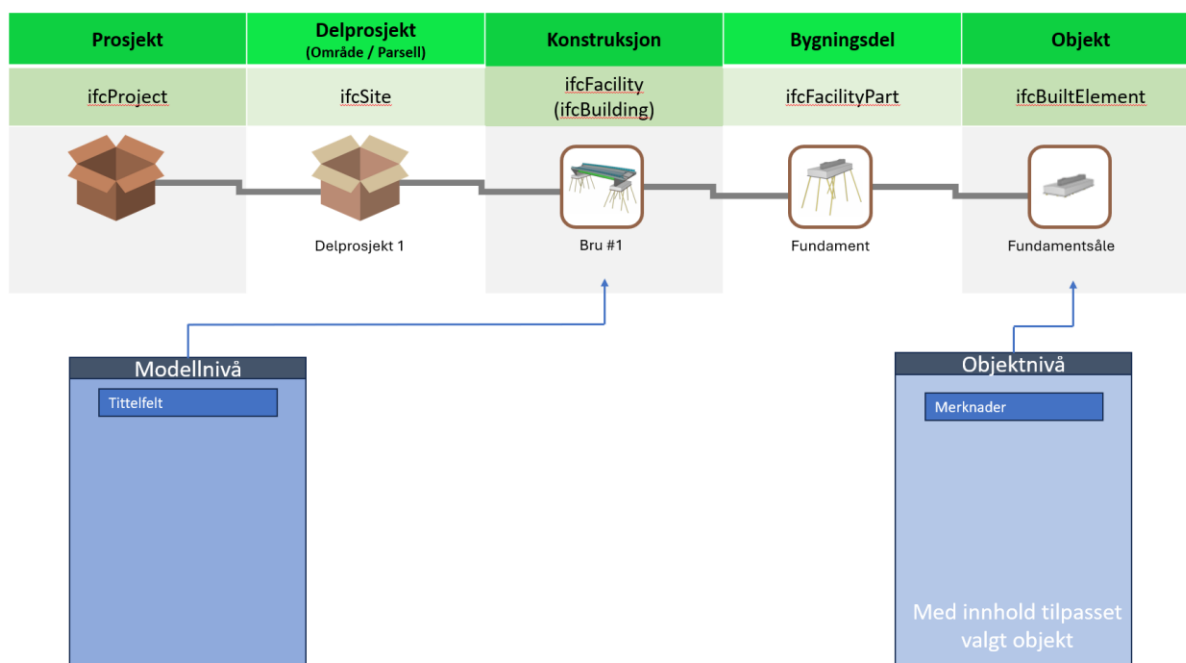 Prosjekt
Delprosjekt
(Område / Parsell)
Konstruksjon
Bygningsdel
Objekt
ifcProject
ifcSite
ifcFacility
(ifcBuilding)
ifcFacilityPart
ifcBuiltElement
Delprosjekt 1
Bru #1
Fundament
Fundamentsåle
Modellnivå
Tittelfelt
Objektnivå
Merknader
Med innhold tilpasset
valgt objekt